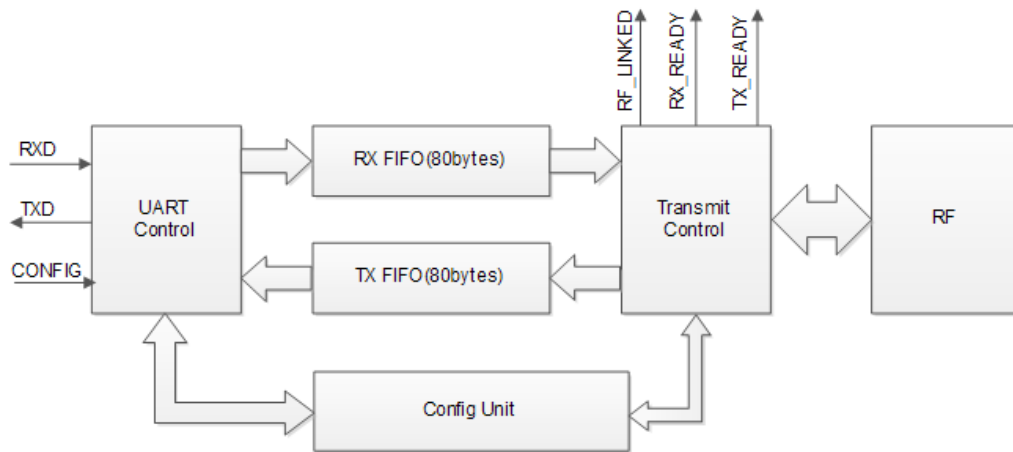 RF_LINKED
RX_READY
TX_READY
RXD
TXD
CONFIG
UART
Control
RX FIFO(80bytes)
TX FIFO(80bytes)
Transmit
Control
RF
Config Unit